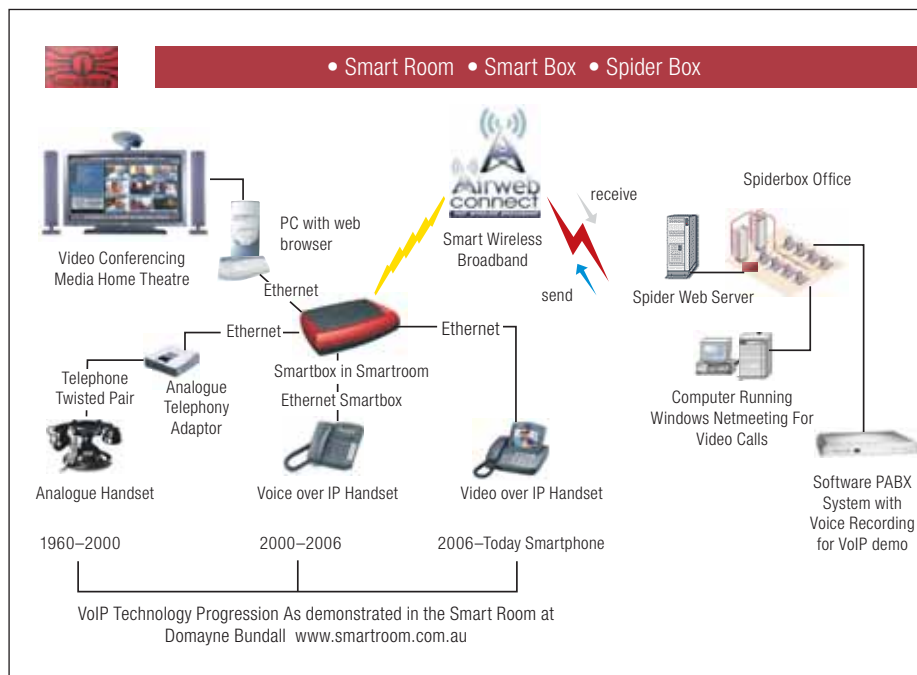 • Smart Room • Smart Box • Spider Box
Airweb
connect
Smart Wireless
Broadband
receive
send
Spiderbox Office
Spider Web Server
PC with web
browser
Video Conferencing
Media Home Theatre
Ethernet
Ethernet
Ethernet
Smartbox in Smartroom
Ethernet Smartbox
Telephone
Twisted Pair
Analogue
Telephony
Adaptor
Computer Running
Windows Netmeeting For
Video Calls
Analogue Handset
Voice over IP Handset
Video over IP Handset
Software PABX
System with
Voice Recording
for VoIP demo
1960–2000
2000–2006
2006–Today Smartphone
VoIP Technology Progression As demonstrated in the Smart Room at
Domayne Bundall www.smartroom.com.au